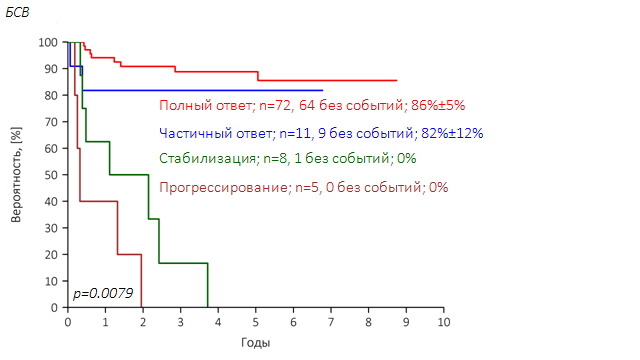 БСВ
Вероятность, [%]
100
90
80
70
60
50
40
30
20
10
0
Полный ответ; n=72, 64 без событий; 86%±5%
Частичный ответ; n=11, 9 без событий; 82%±12%
Стабилизация; n=8, 1 без событий; 0%
Прогрессирование; n=5, 0 без событий; 0%
p=0.0079
0 1 2 3 4 5 6 7 8 9 10
Годы